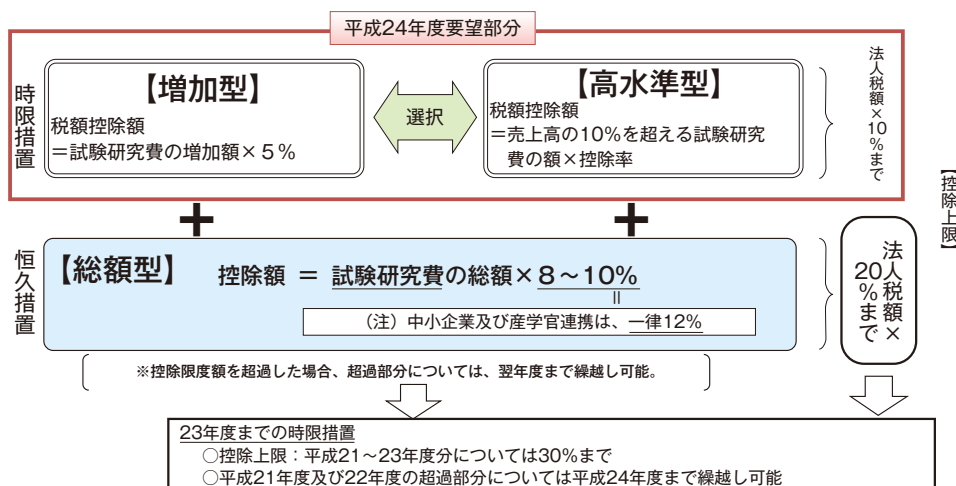 平成24年度要望部分
時限措置
【増加型】
税額控除額
＝試験研究費の増加額×５％
選択
【高水準型】
税額控除額
＝売上高の10％を超える試験研究
費の額×控除率
法人税額×10％まで
【控除上限】
＋
＋
恒久措置
【総額型】 控除額 ＝ 試験研究費の総額×８～10％
＝
（注）中小企業及び産学官連携は、一律12％
法人税額×
20％まで
※控除限度額を超過した場合、超過部分については、翌年度まで繰越し可能。
23年度までの時限措置
○控除上限：平成21～23年度分については30％まで
○平成21年度及び22年度の超過部分については平成24年度まで繰越し可能